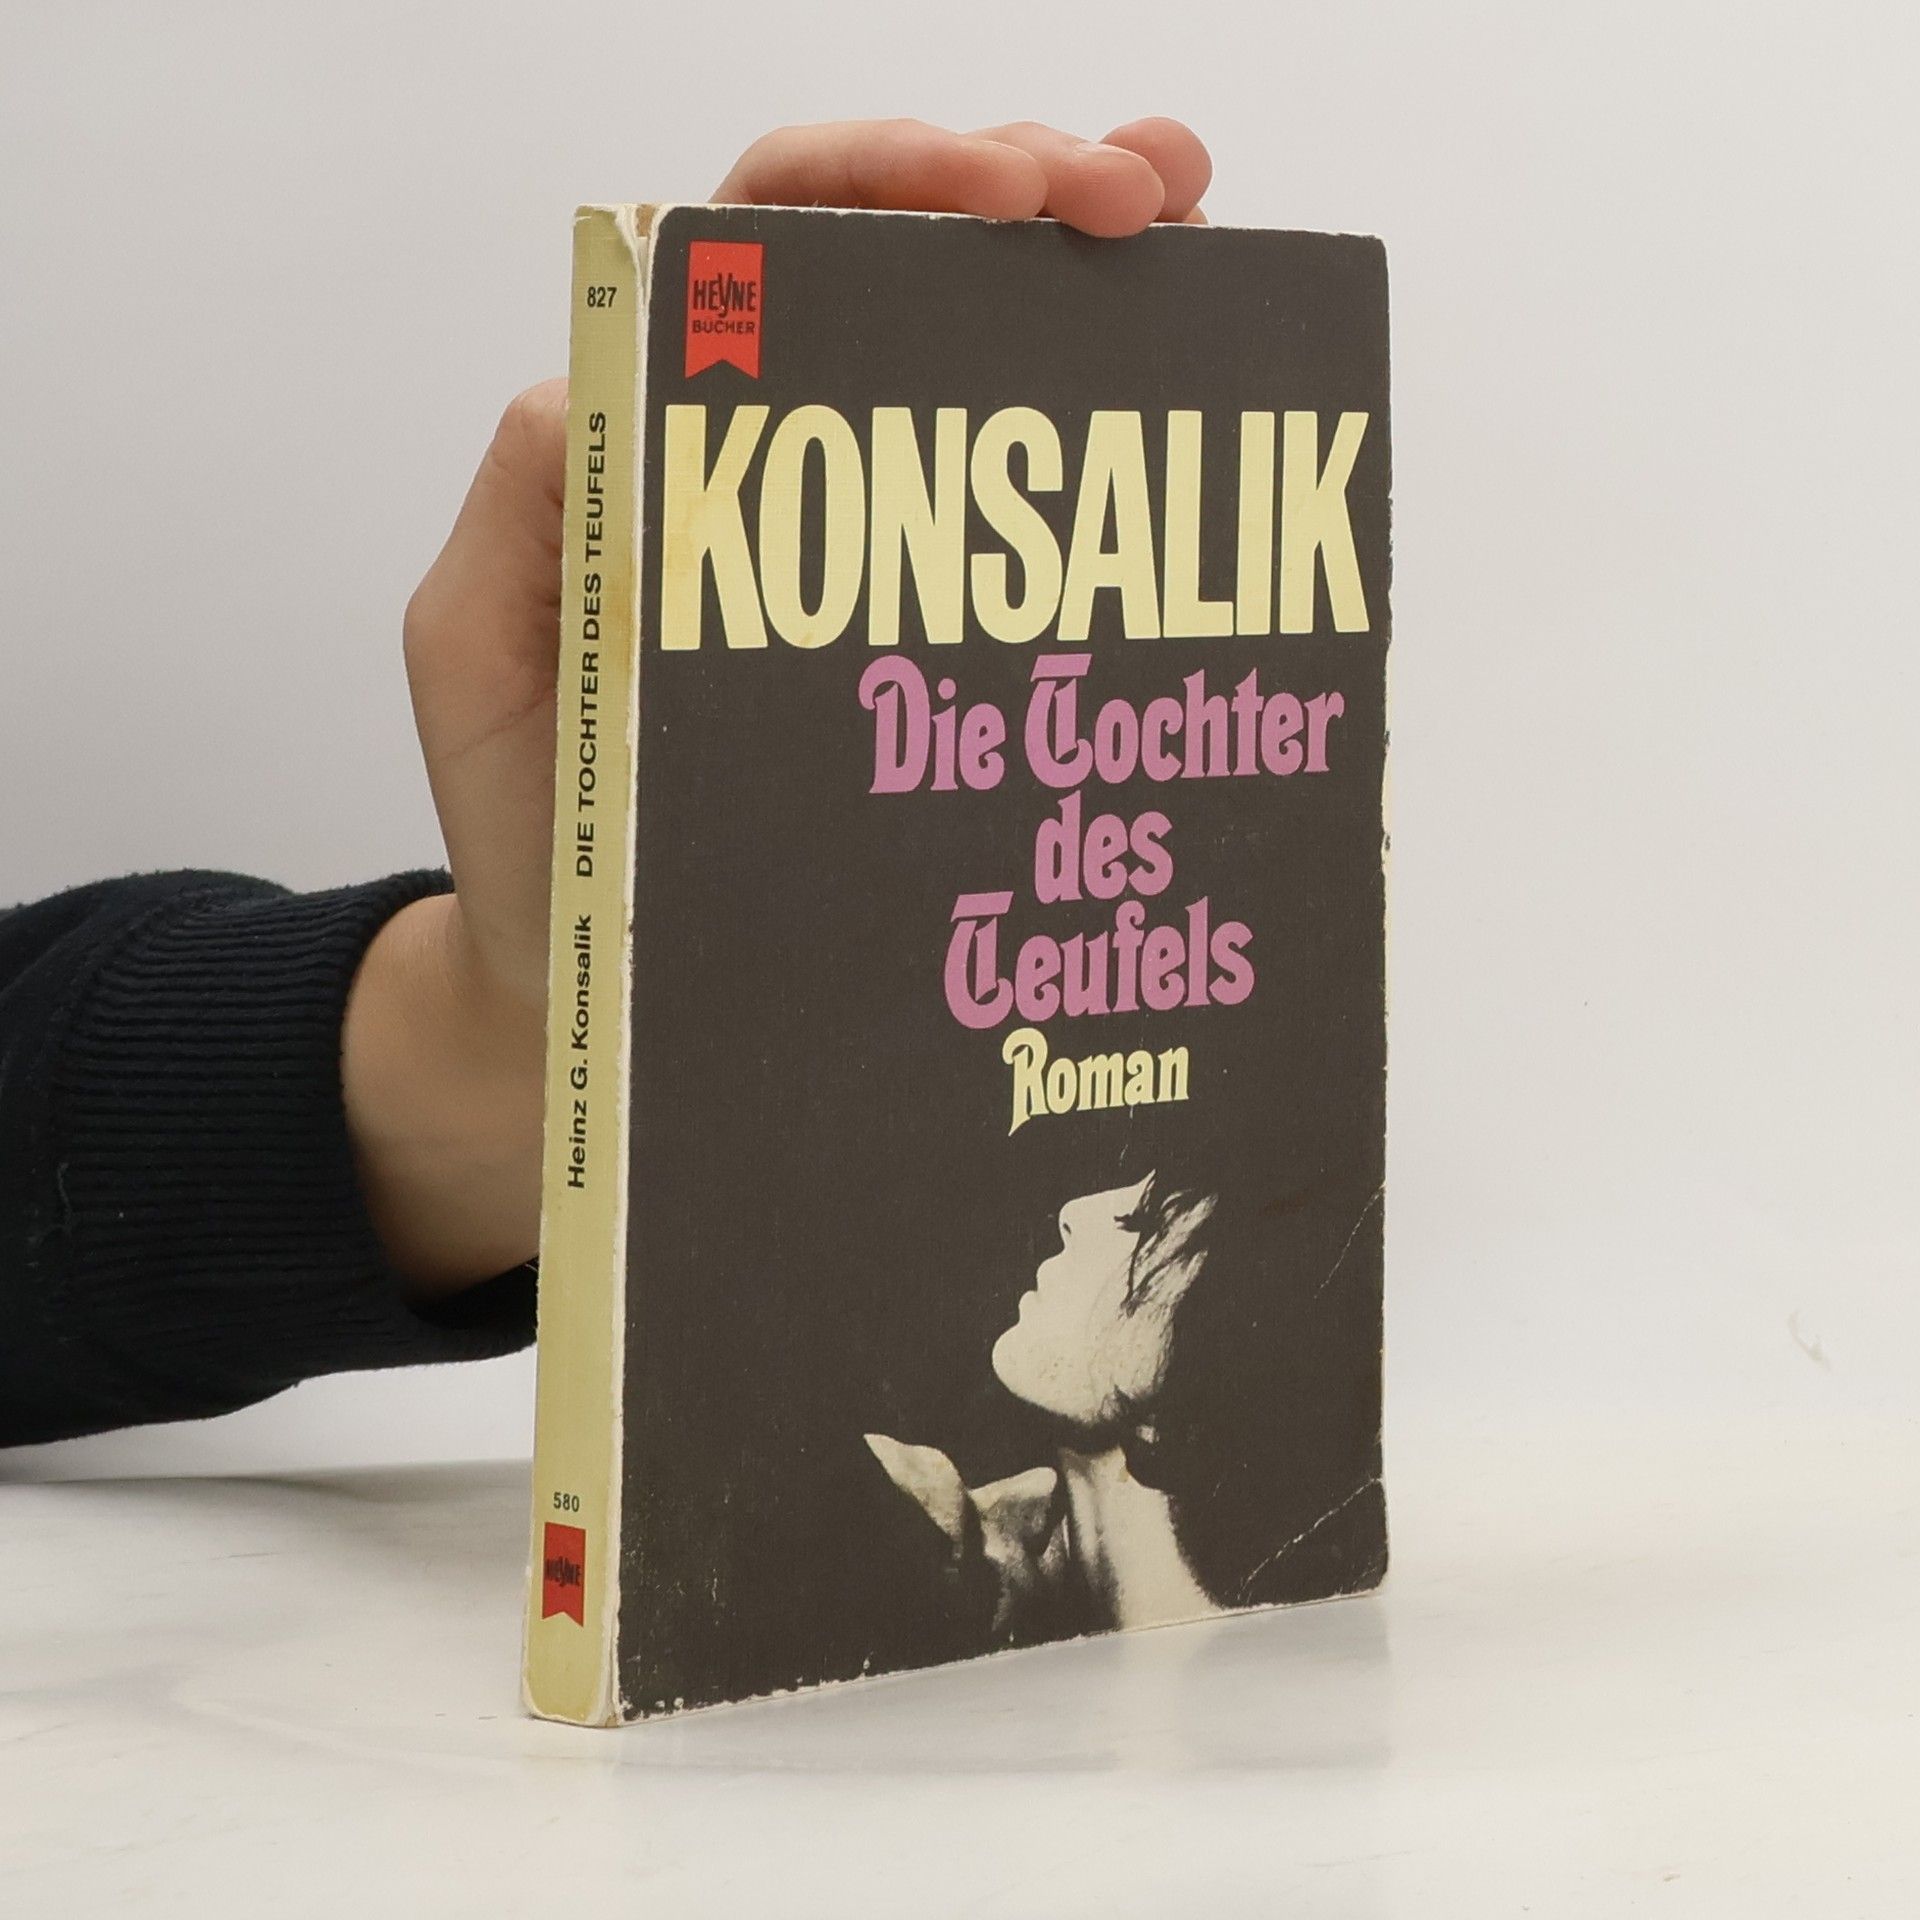 827
Heinz G. Konsalik DIE TOCHTER DES TEUFELS
580
HEYNE
HEYNE
BÜCHER
KONSALIK
Die Tochter
des
Teufels
Roman